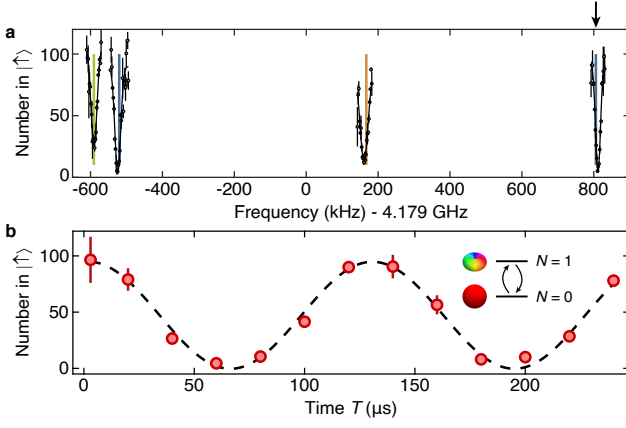 a
Number in |↑⟩
100
50
0
-600 -400 -200 0 200 400 600 800
Frequency (kHz) - 4.179 GHz
b
Number in |↑⟩
100
50
0
N = 1
N = 0
0 50 100 150 200
Time T (μs)